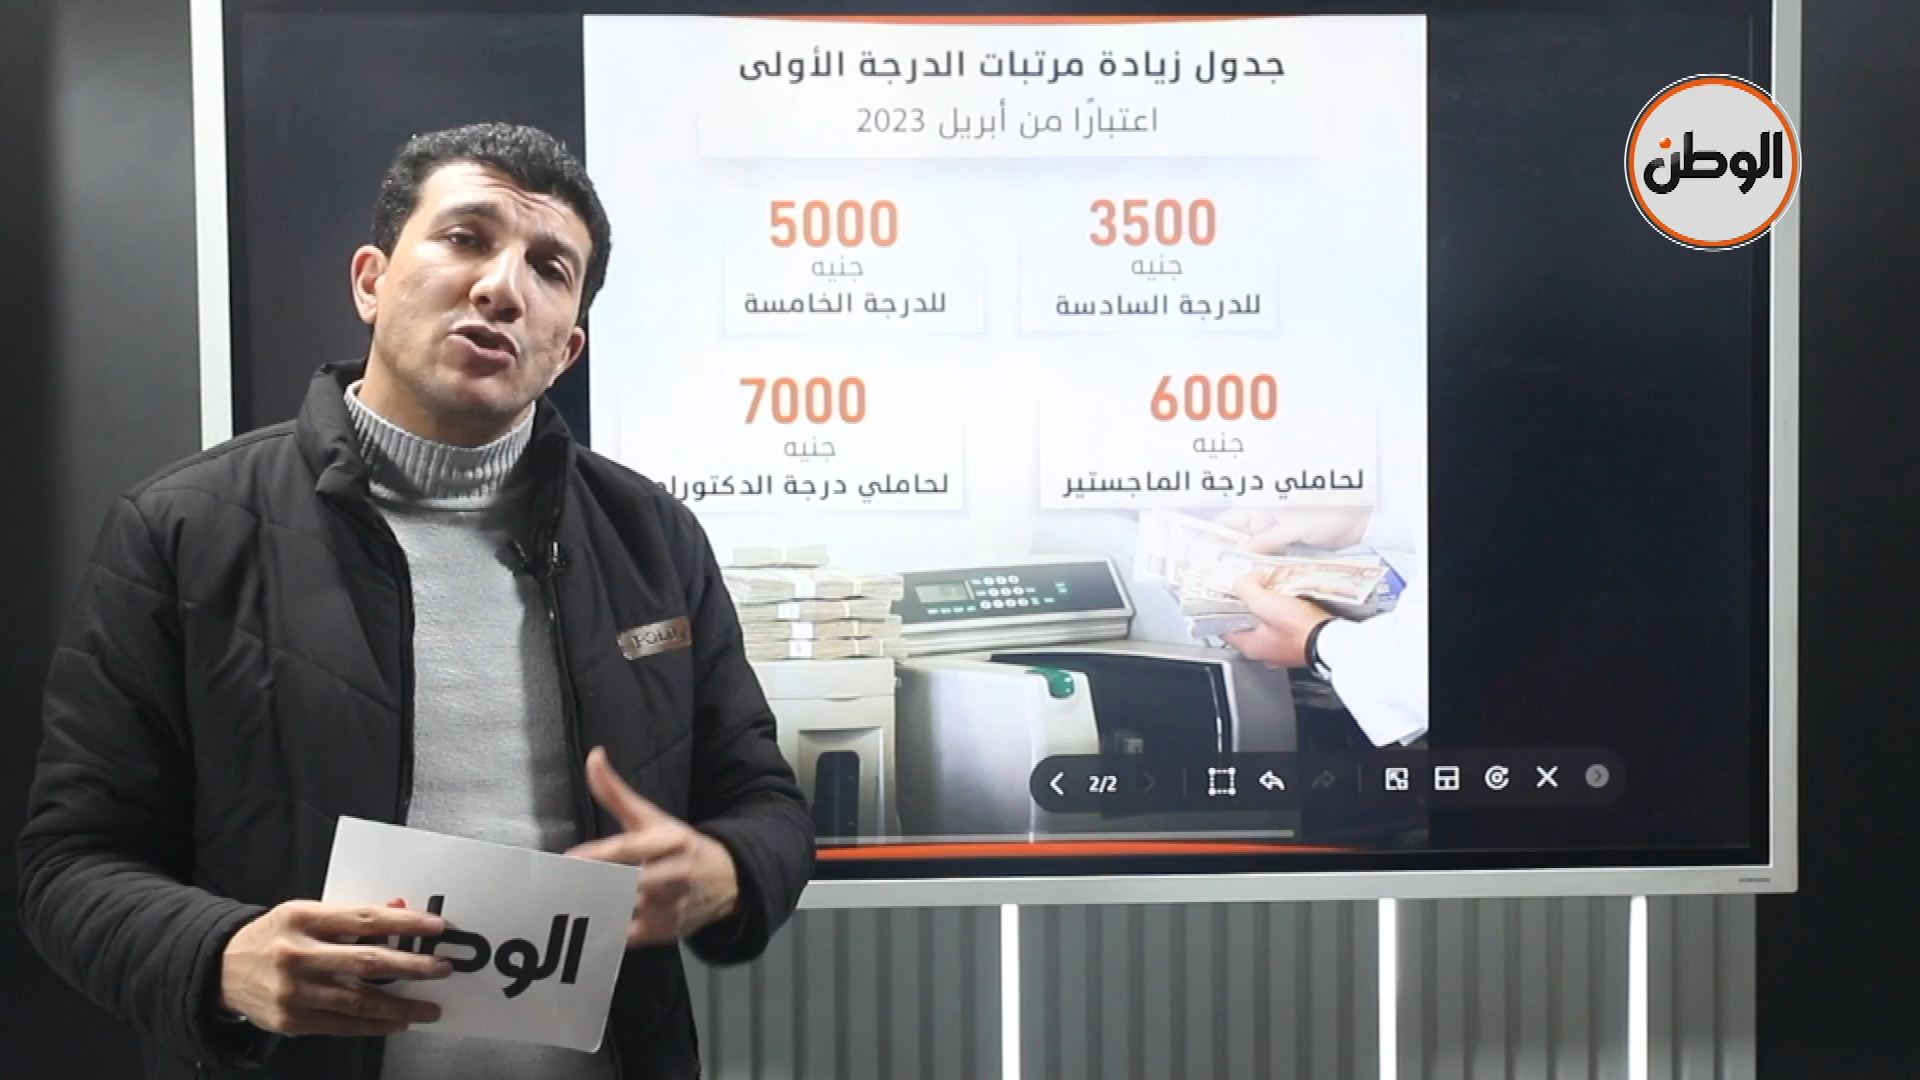 جدول زيادة مرتبات الدرجة الأولى
اعتبارًا من أبريل 2023
3500
جنيه
للدرجة السادسة
5000
جنيه
للدرجة الخامسة
6000
جنيه
لحاملي درجة الماجستير
7000
جنيه
لحاملي درجة الدكتوراه
2/2
الوطن
الوطن
POLO